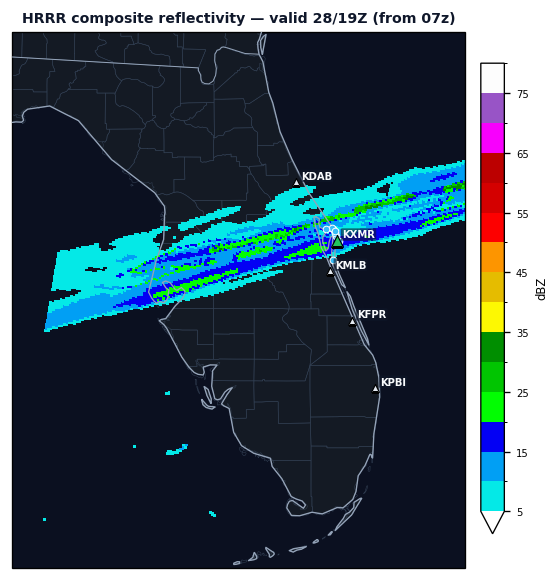 HRRR composite reflectivity — valid 28/19Z (from 07z)
KDAB
KXMR
KMLB
KFPR
KPBI
75
65
55
45
35
25
15
5
dBZ